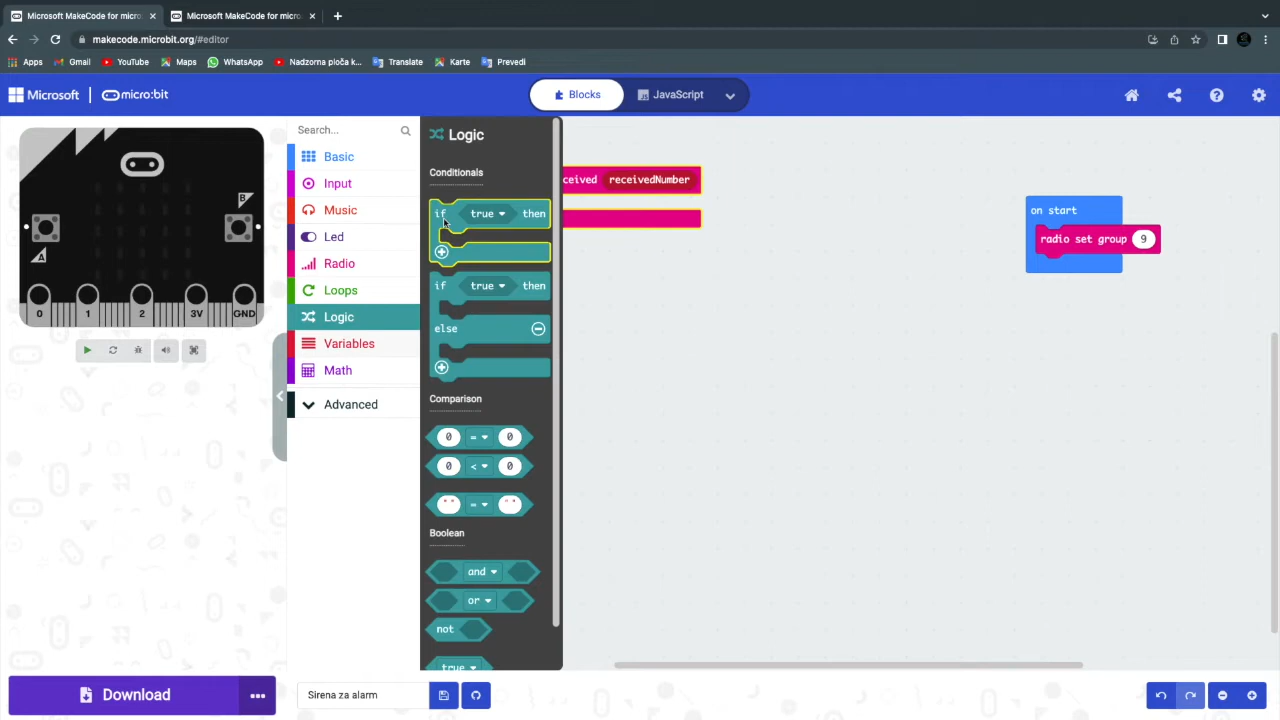 Microsoft MakeCode for micro:
Microsoft MakeCode for micro:
makecode.microbit.org/#editor
Apps
Gmail
YouTube
Maps
WhatsApp
Nadzorna ploča k...
Translate
Karte
Prevedi
Microsoft
micro:bit
Blocks
JavaScript
A
B
0
1
2
3V
GND
Search...
Basic
Input
Music
Led
Radio
Loops
Logic
Variables
Math
Advanced
Logic
Conditionals
if true then
if true then
else
Comparison
0 = 0
0 < 0
" " = " "
Boolean
and
or
not
true
ceived receivedNumber
on start
radio set group 9
Download
Sirena za alarm